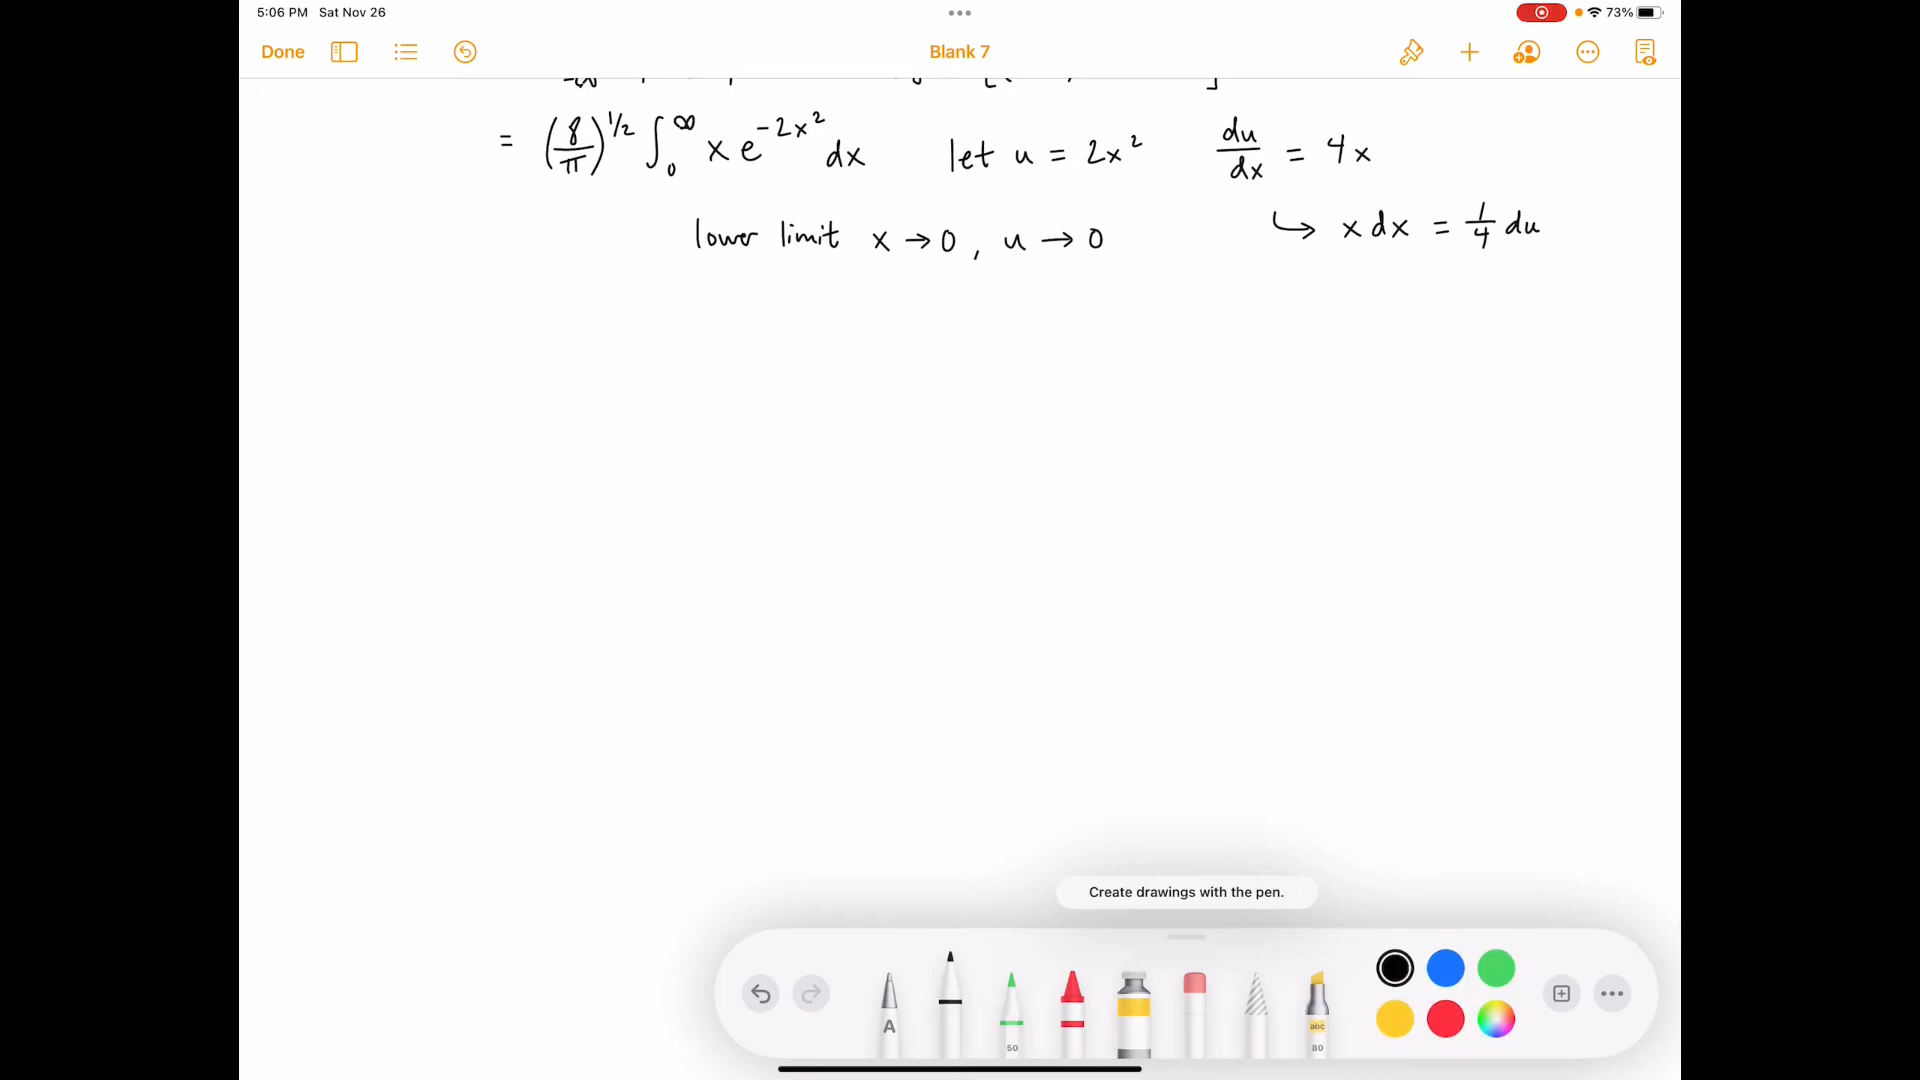 5:06 PM Sat Nov 26
73%
Done
Blank 7
= (8/π)^{1/2} ∫_0^∞ x e^{-2x²} dx let u = 2x² du/dx = 4x
↳ x dx = 1/4 du
lower limit x → 0 , u → 0
Create drawings with the pen.
A
50
abc
80